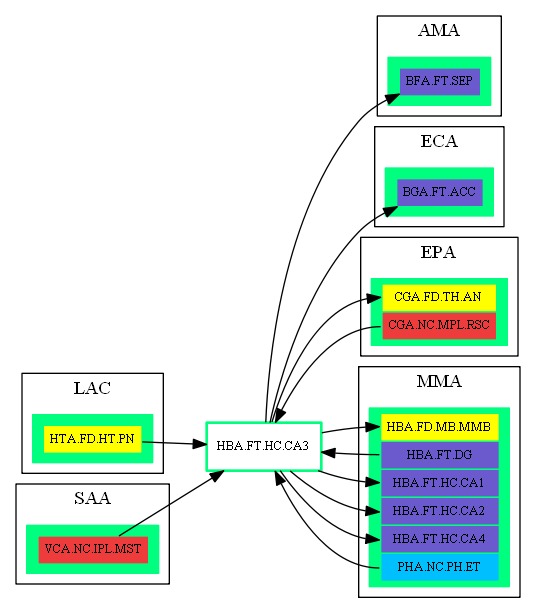 AMA
BFA.FT.SEP
ECA
BGA.FT.ACC
EPA
CGA.FD.TH.AN
CGA.NC.MPL.RSC
LAC
HTA.FD.HT.PN
HBA.FT.HC.CA3
MMA
HBA.FD.MB.MMB
HBA.FT.DG
HBA.FT.HC.CA1
HBA.FT.HC.CA2
HBA.FT.HC.CA4
PHA.NC.PH.ET
SAA
VCA.NC.IPL.MST